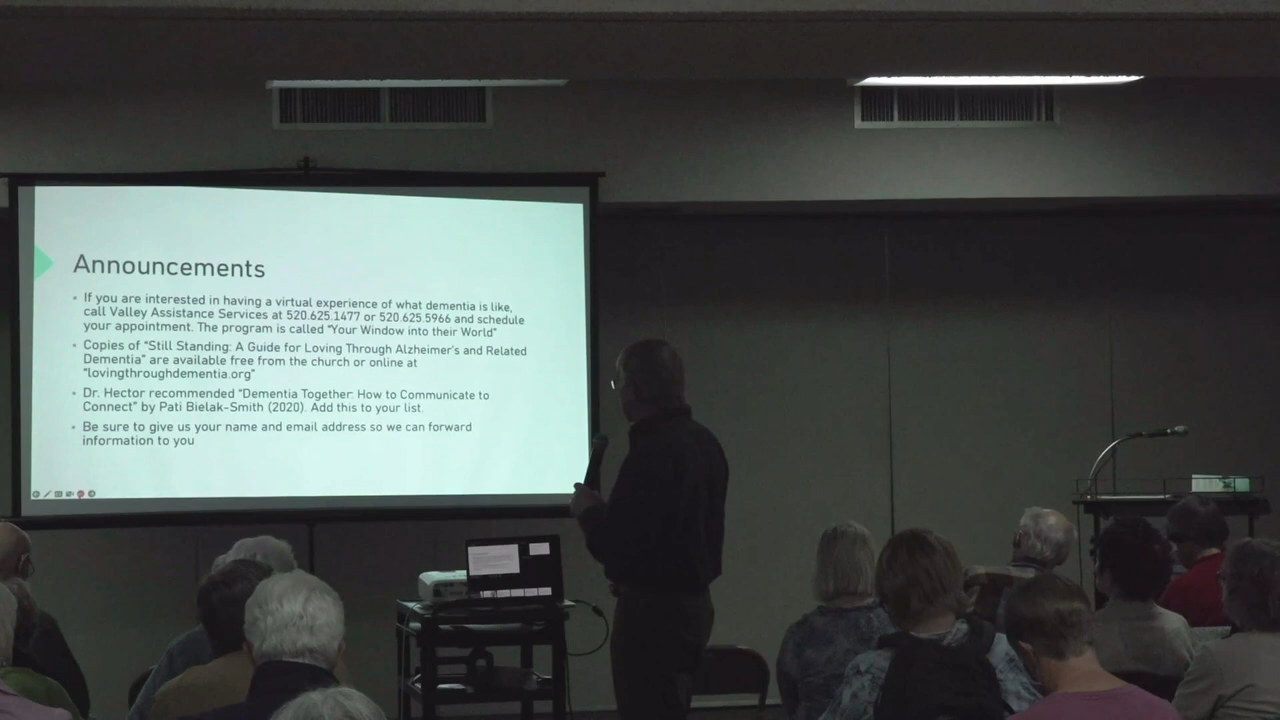 Announcements
If you are interested in having a virtual experience of what dementia is like,
call Valley Assistance Services at 520.625.1477 or 520.625.5966 and schedule
your appointment. The program is called "Your Window into their World"
Copies of "Still Standing: A Guide for Loving Through Alzheimer's and Related
Dementia" are available free from the church or online at
"lovingthroughdementia.org"
Dr. Hector recommended "Dementia Together: How to Communicate to
Connect" by Pati Bielak-Smith (2020). Add this to your list.
Be sure to give us your name and email address so we can forward
information to you